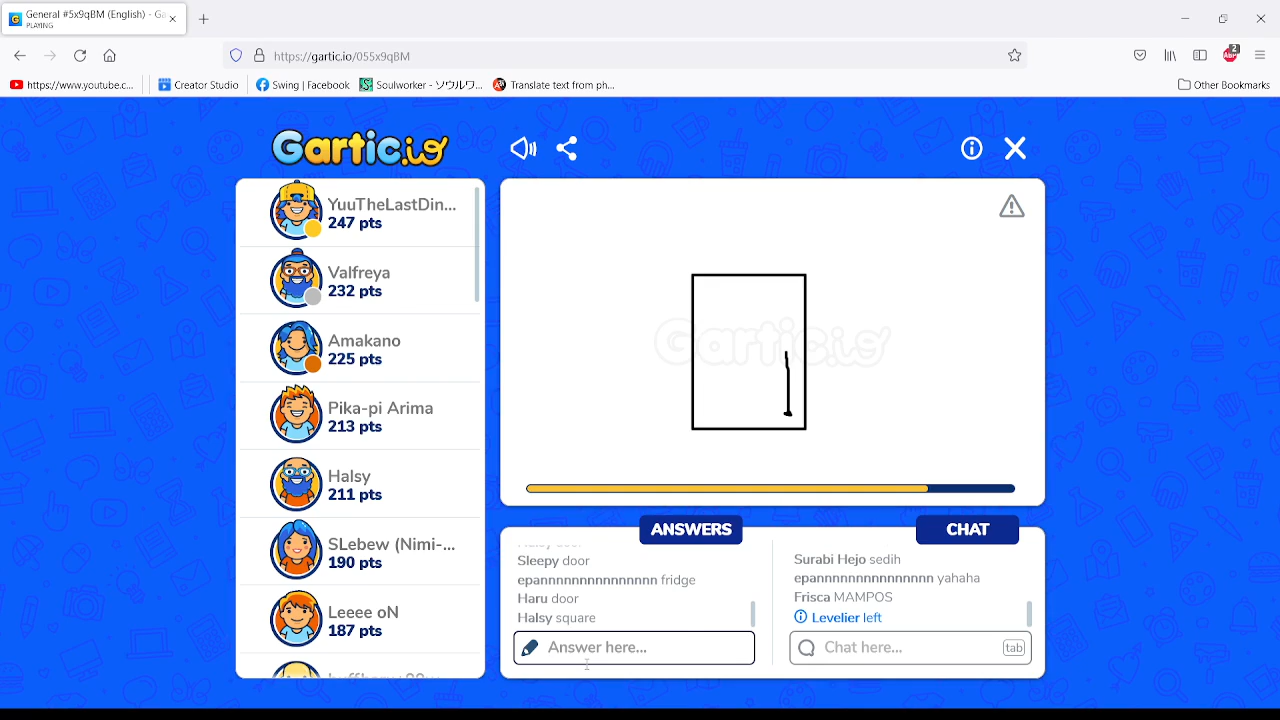 General #5x9qBM (English) - Ga
PLAYING
https://gartic.io/055x9qBM
2
https://www.youtube.c...
Creator Studio
Swing | Facebook
Soulworker - ソウルワ...
Translate text from ph...
Other Bookmarks
Gartic.io
YuuTheLastDin...
247 pts
Valfreya
232 pts
Amakano
225 pts
Pika-pi Arima
213 pts
Halsy
211 pts
SLebew (Nimi-...
190 pts
Leeee oN
187 pts
Gartic.io
ANSWERS
Sleepy door
epannnnnnnnnnnnnnn fridge
Haru door
Halsy square
Answer here...
CHAT
Surabi Hejo sedih
epannnnnnnnnnnnnnn yahaha
Frisca MAMPOS
Levelier left
Chat here...
tab